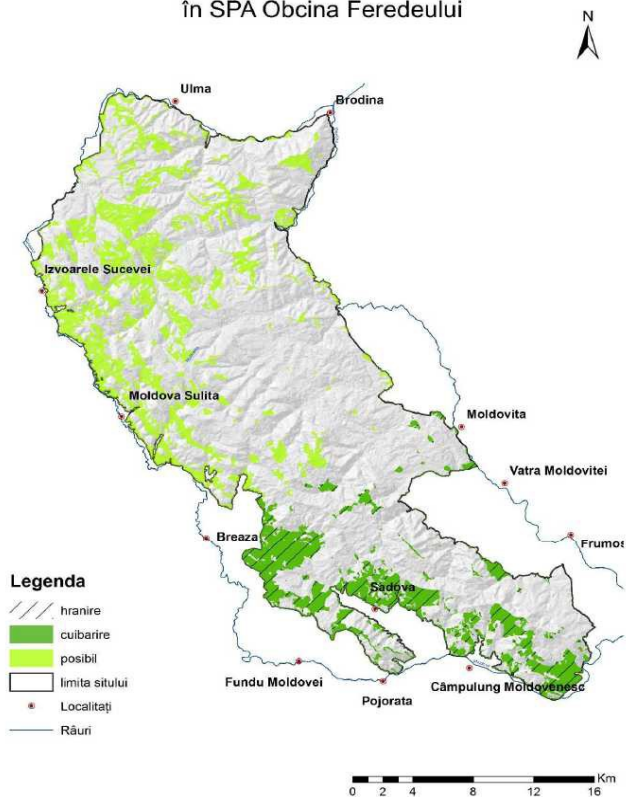 în SPA Obcina Feredeului
N
Ulma
Brodina
Izvoarele Sucevei
Moldova Sulita
Moldovita
Vatra Moldovitei
Breaza
Frumos
Sadova
Legenda
hranire
cuibarire
posibil
limita sitului
Localitați
Râuri
Fundu Moldovei
Pojorata
Câmpulung Moldovenesc
Km
0 2 4 8 12 16